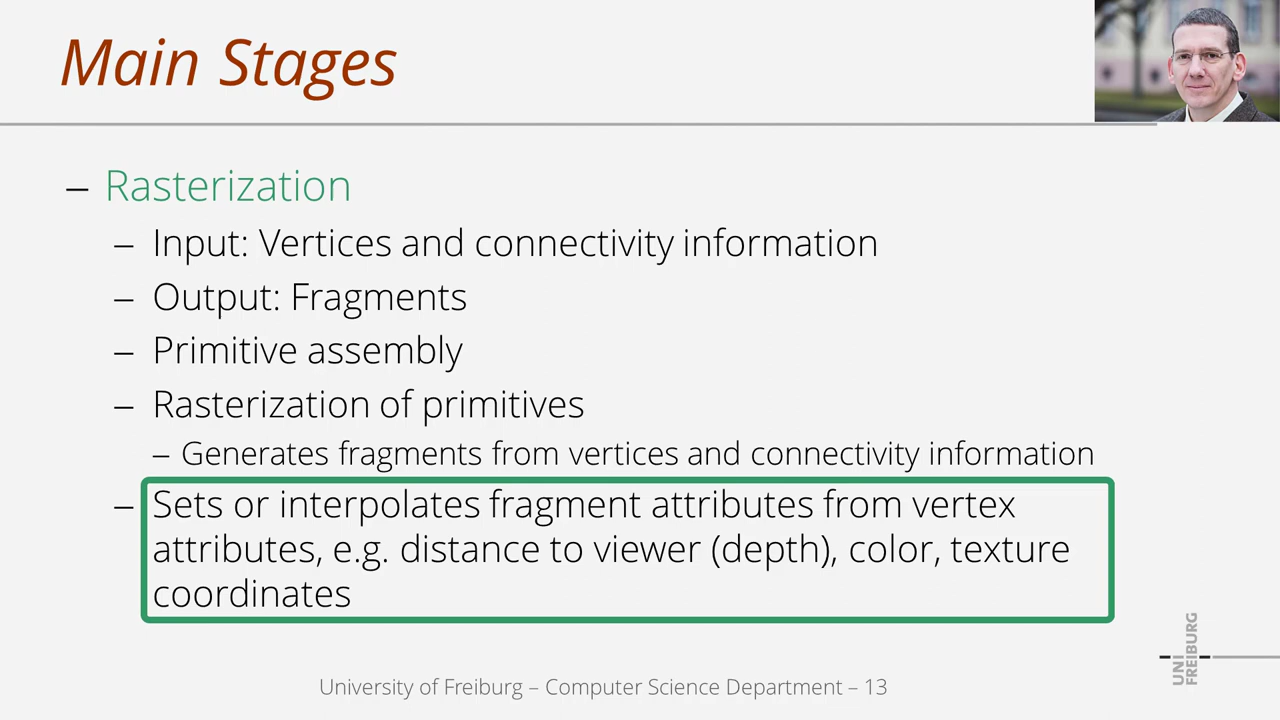 Main Stages
– Rasterization
– Input: Vertices and connectivity information
– Output: Fragments
– Primitive assembly
– Rasterization of primitives
– Generates fragments from vertices and connectivity information
– Sets or interpolates fragment attributes from vertex
attributes, e.g. distance to viewer (depth), color, texture
coordinates
UNI
FREIBURG
University of Freiburg – Computer Science Department – 13